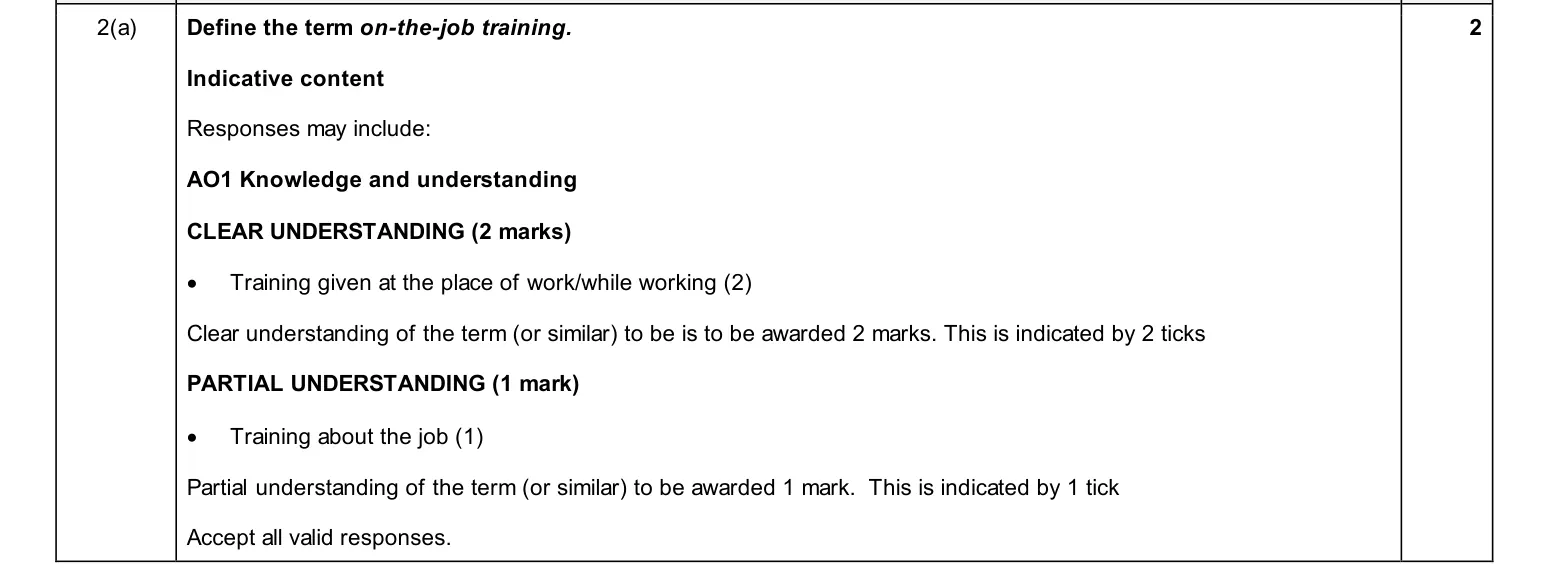 2(a)
Define the term on-the-job training.
2
Indicative content
Responses may include:
AO1 Knowledge and understanding
CLEAR UNDERSTANDING (2 marks)
• Training given at the place of work/while working (2)
Clear understanding of the term (or similar) to be is to be awarded 2 marks. This is indicated by 2 ticks
PARTIAL UNDERSTANDING (1 mark)
• Training about the job (1)
Partial understanding of the term (or similar) to be awarded 1 mark.  This is indicated by 1 tick
Accept all valid responses.